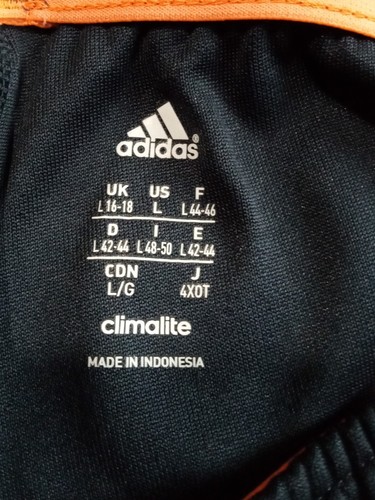 adidas®
UK US F
L 16-18 L L 44-46
D I E
L 42-44 L 48-50 L 42-44
CDN J
L/G 4XOT
climalite
MADE IN INDONESIA